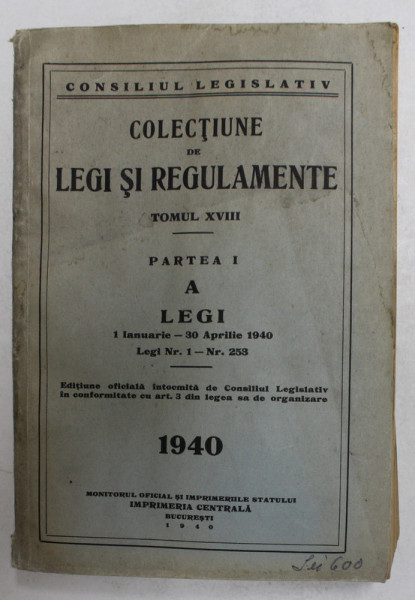 CONSILIUL LEGISLATIV
COLECŢIUNE
DE
LEGI ŞI REGULAMENTE
TOMUL XVIII
PARTEA I
A
LEGI
1 Ianuarie — 30 Aprilie 1940
Legi Nr. 1 — Nr. 253
Ediţiune oficială întocmită de Consiliul Legislativ
în conformitate cu art. 3 din legea sa de organizare
1940
MONITORUL OFICIAL ŞI IMPRIMERIILE STATULUI
IMPRIMERIA CENTRALĂ
BUCUREŞTI
1940
Lei 600